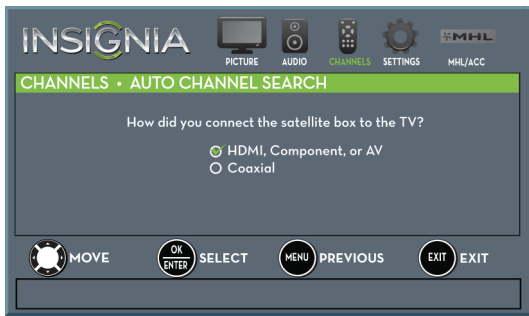 INSIGNIA
PICTURE AUDIO CHANNELS SETTINGS MHL MHL/ACC
CHANNELS • AUTO CHANNEL SEARCH
How did you connect the satellite box to the TV?
HDMI, Component, or AV
Coaxial
MOVE OK ENTER SELECT MENU PREVIOUS EXIT EXIT